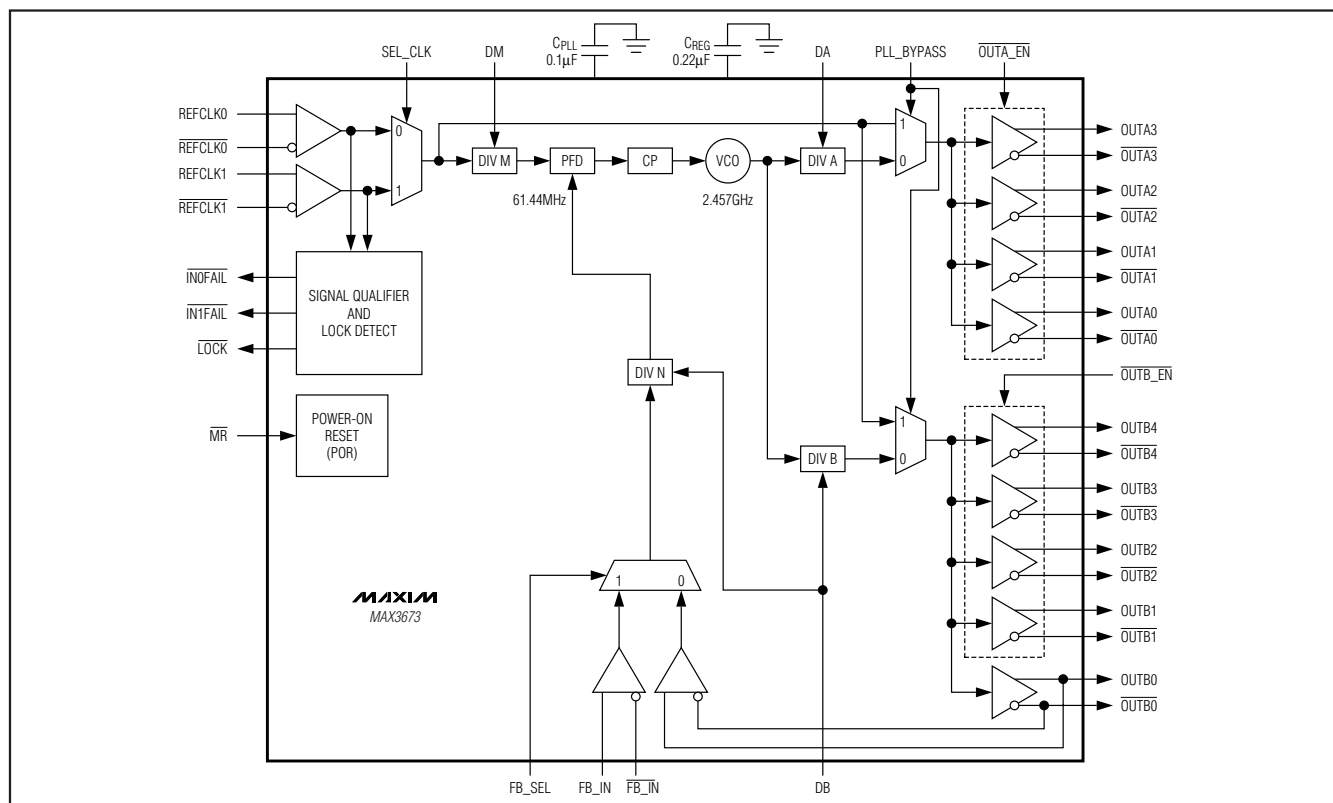 C_PLL
0.1µF
C_REG
0.22µF
SEL_CLK
DM
DA
PLL_BYPASS
OUTA_EN
REFCLK0
REFCLK0
REFCLK1
REFCLK1
0
1
DIV M
PFD
CP
VCO
DIV A
1
0
61.44MHz
2.457GHz
OUTA3
OUTA3
OUTA2
OUTA2
OUTA1
OUTA1
OUTA0
OUTA0
IN0FAIL
IN1FAIL
LOCK
SIGNAL QUALIFIER
AND
LOCK DETECT
DIV N
OUTB_EN
MR
POWER-ON
RESET
(POR)
DIV B
1
0
OUTB4
OUTB4
OUTB3
OUTB3
OUTB2
OUTB2
OUTB1
OUTB1
OUTB0
OUTB0
1 0
MAXIM
MAX3673
FB_SEL
FB_IN
FB_IN
DB